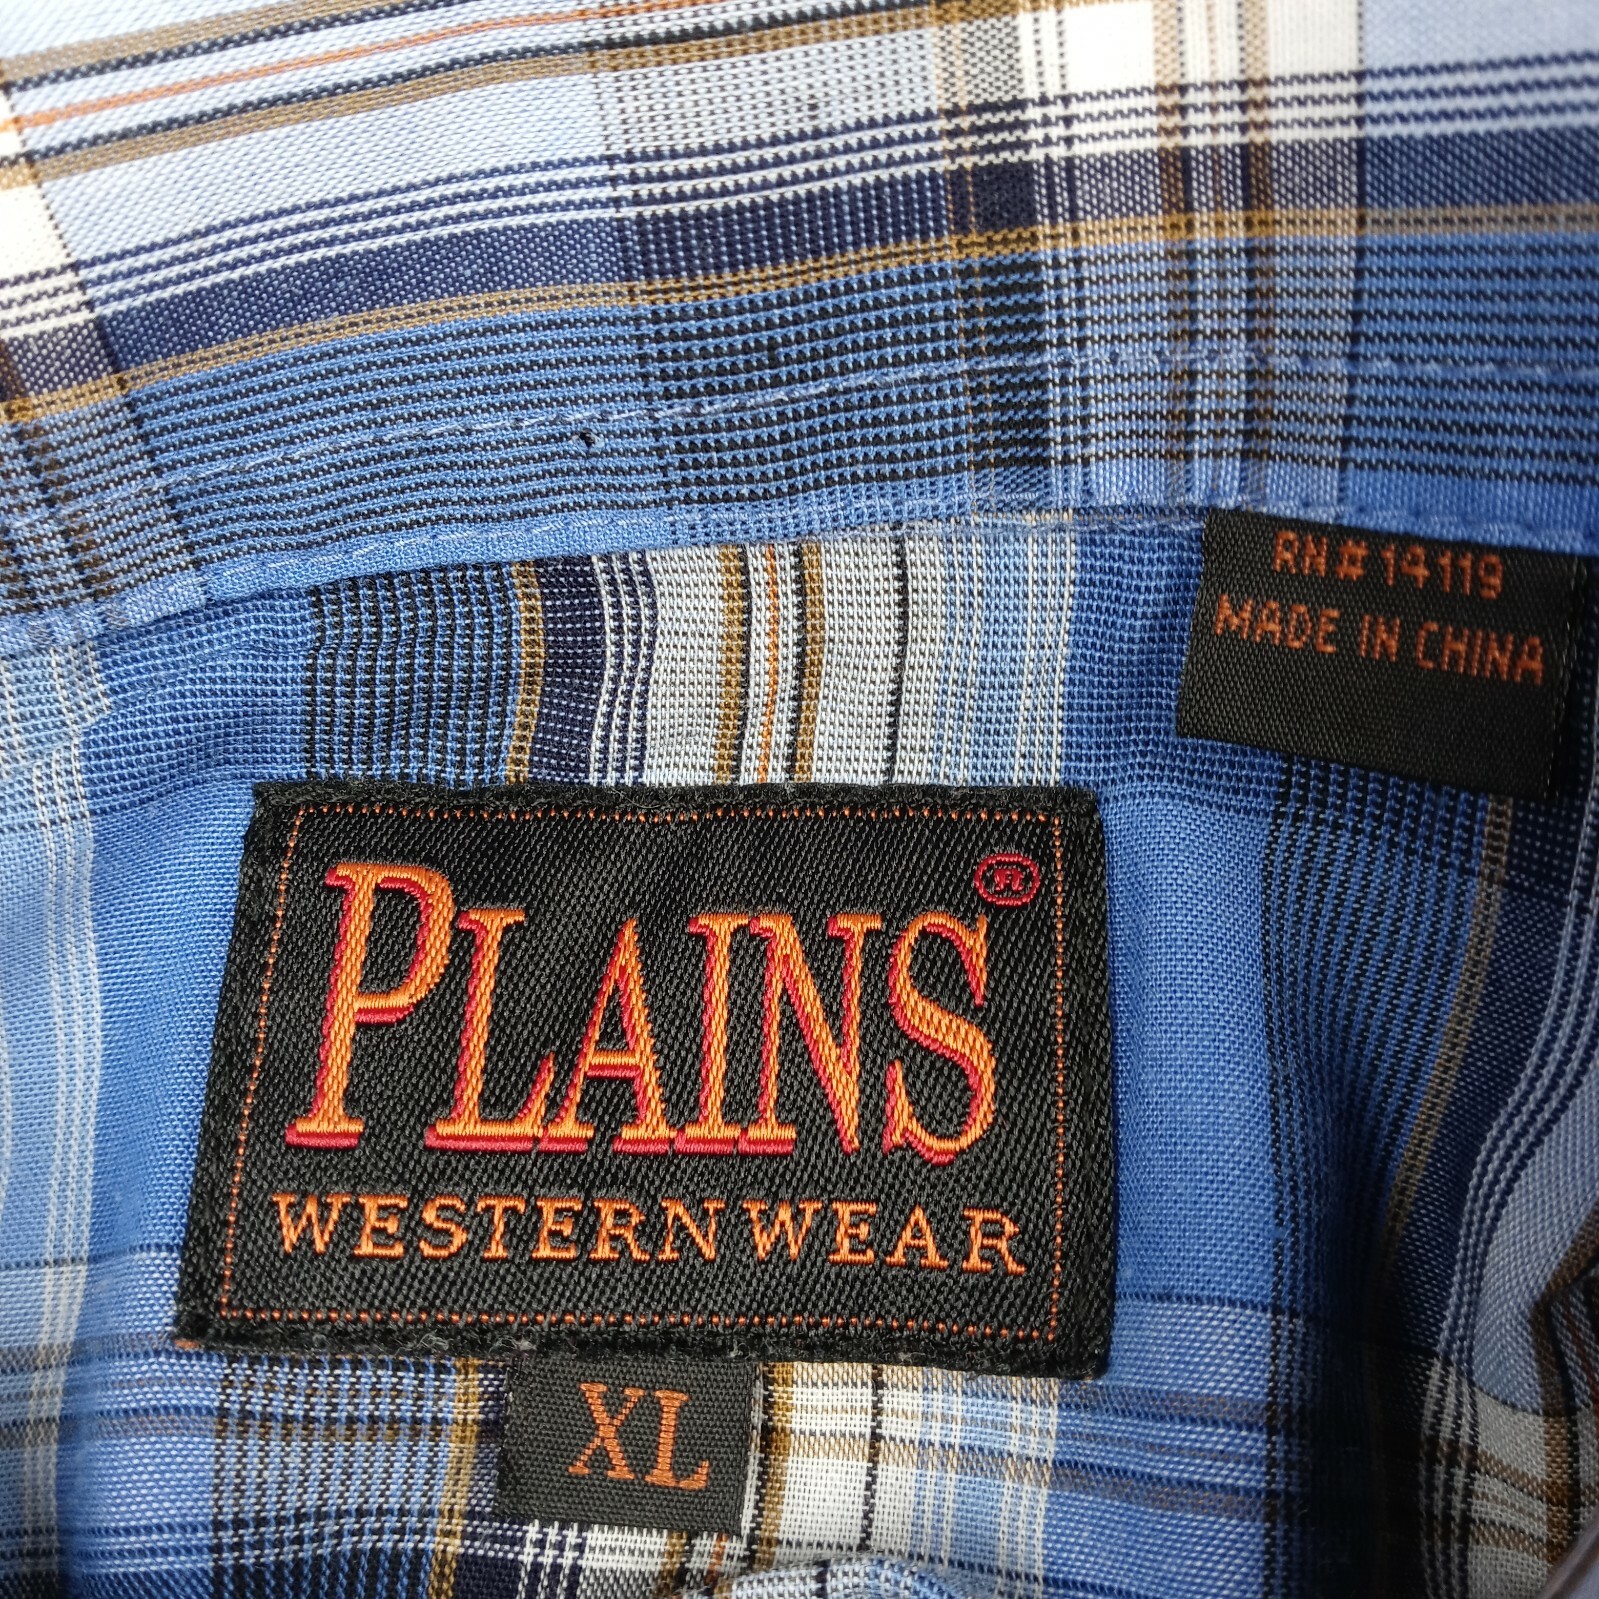 RN# 14119
MADE IN CHINA
PLAINS ®
WESTERN WEAR
XL